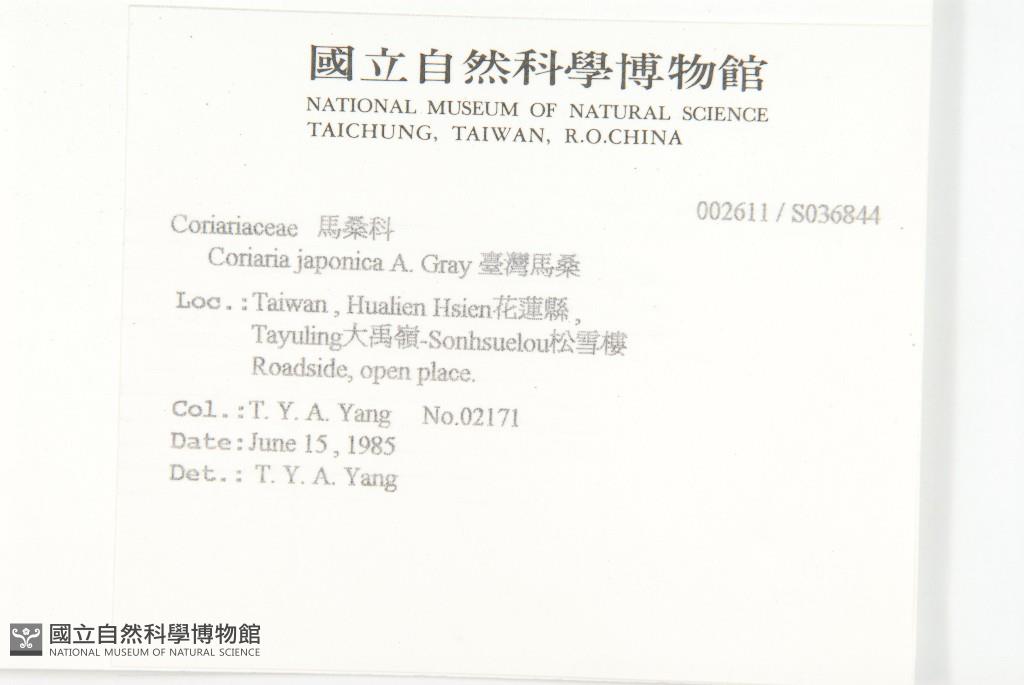 國立自然科學博物館
NATIONAL MUSEUM OF NATURAL SCIENCE
TAICHUNG, TAIWAN, R.O.CHINA
002611 / S036844
Coriariaceae 馬桑科
Coriaria japonica A. Gray 臺灣馬桑
Loc.:Taiwan , Hualien Hsien花蓮縣 ,
Tayuling大禹嶺-Sonhsuelou松雪樓
Roadside, open place.
Col.:T. Y. A. Yang No.02171
Date:June 15 , 1985
Det.: T. Y. A. Yang
國立自然科學博物館
NATIONAL MUSEUM OF NATURAL SCIENCE